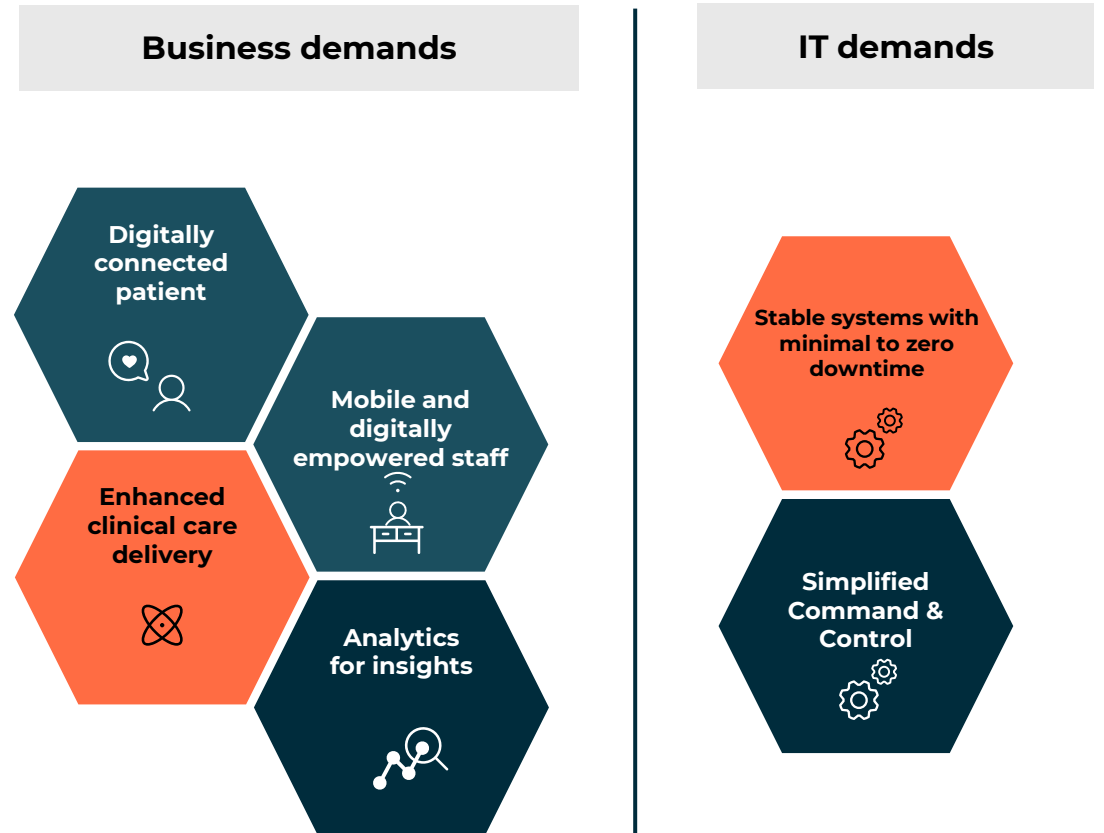 Business demands
IT demands
Digitally
connected
patient
Mobile and
digitally
empowered staff
Enhanced
clinical care
delivery
Analytics
for insights
Stable systems with
minimal to zero
downtime
Simplified
Command &
Control